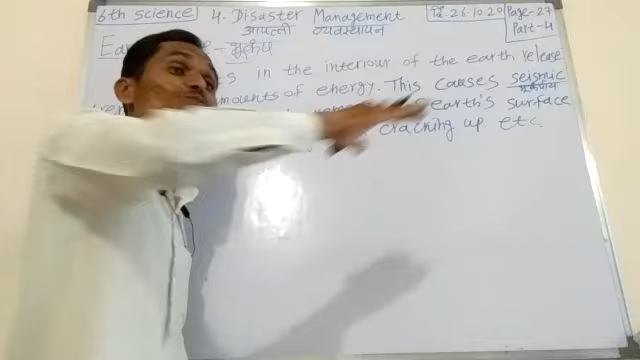 6th science 4. Disaster Management दि. 26.10.20 Page-27
आपत्ती व्यवस्थापन Part-4
भूकंप
in the interiour of the earth release
amounts of energy. This causes seismic
earth's surface
cracking up. etc.